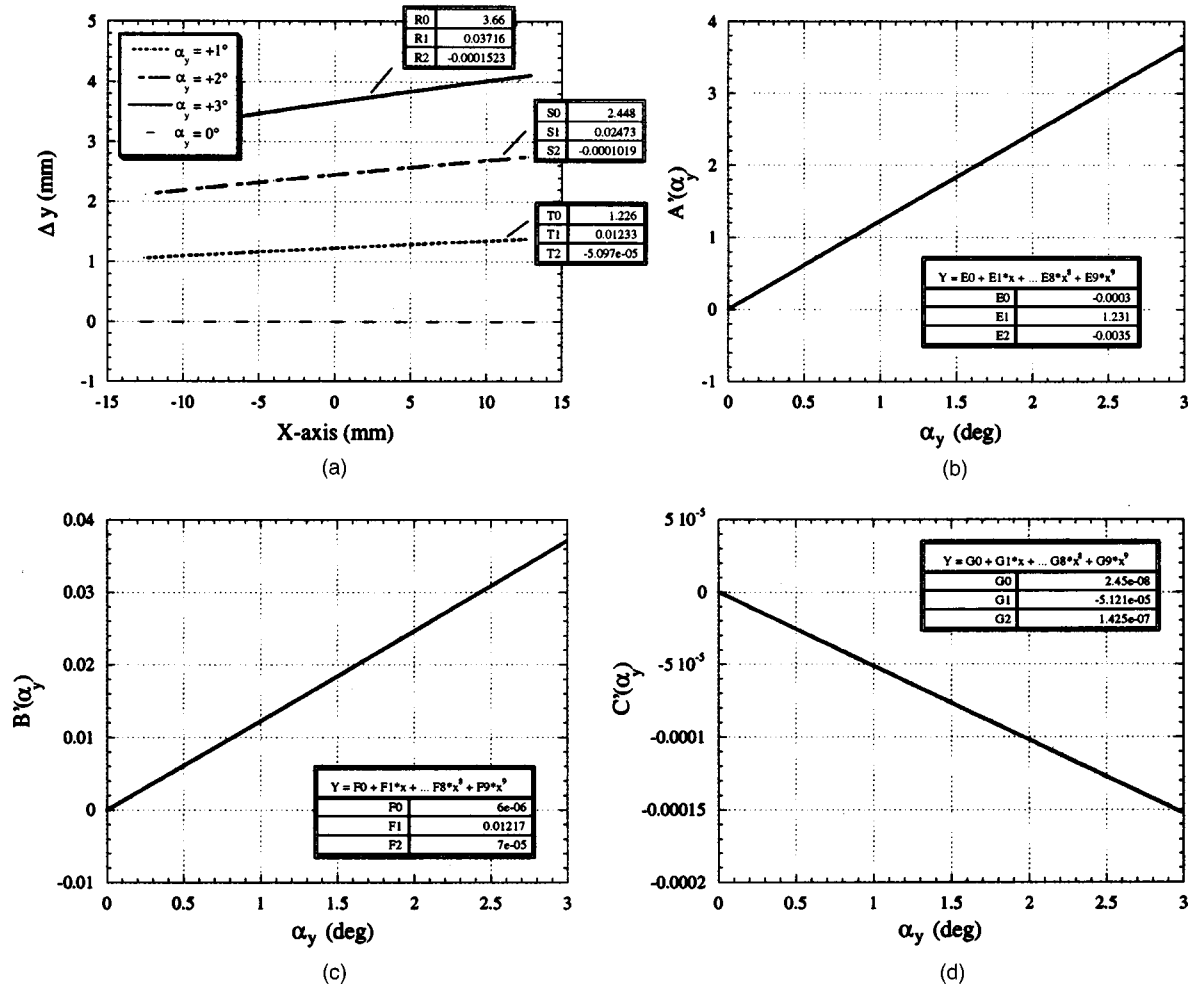 5
4
3
2
1
0
-1
Δ y (mm)
α_y = +1°
α_y = +2°
α_y = +3°
α_y = 0°
R0 3.66
R1 0.03716
R2 -0.0001523
S0 2.448
S1 0.02473
S2 -0.0001019
T0 1.226
T1 0.01233
T2 -5.097e-05
-15 -10 -5 0 5 10 15
X-axis (mm)
(a)
4
3
2
1
0
-1
A'(α_y)
Y = E0 + E1*x + ... E8*x⁸ + E9*x⁹
E0 -0.0003
E1 1.231
E2 -0.0035
0 0.5 1 1.5 2 2.5 3
α_y (deg)
(b)
0.04
0.03
0.02
0.01
0
-0.01
B'(α_y)
Y = F0 + F1*x + ... F8*x⁸ + F9*x⁹
F0 6e-06
F1 0.01217
F2 7e-05
0 0.5 1 1.5 2 2.5 3
α_y (deg)
(c)
5 10⁻⁵
0
-5 10⁻⁵
-0.0001
-0.00015
-0.0002
C'(α_y)
Y = G0 + G1*x + ... G8*x⁸ + G9*x⁹
G0 2.45e-08
G1 -5.121e-05
G2 1.425e-07
0 0.5 1 1.5 2 2.5 3
α_y (deg)
(d)